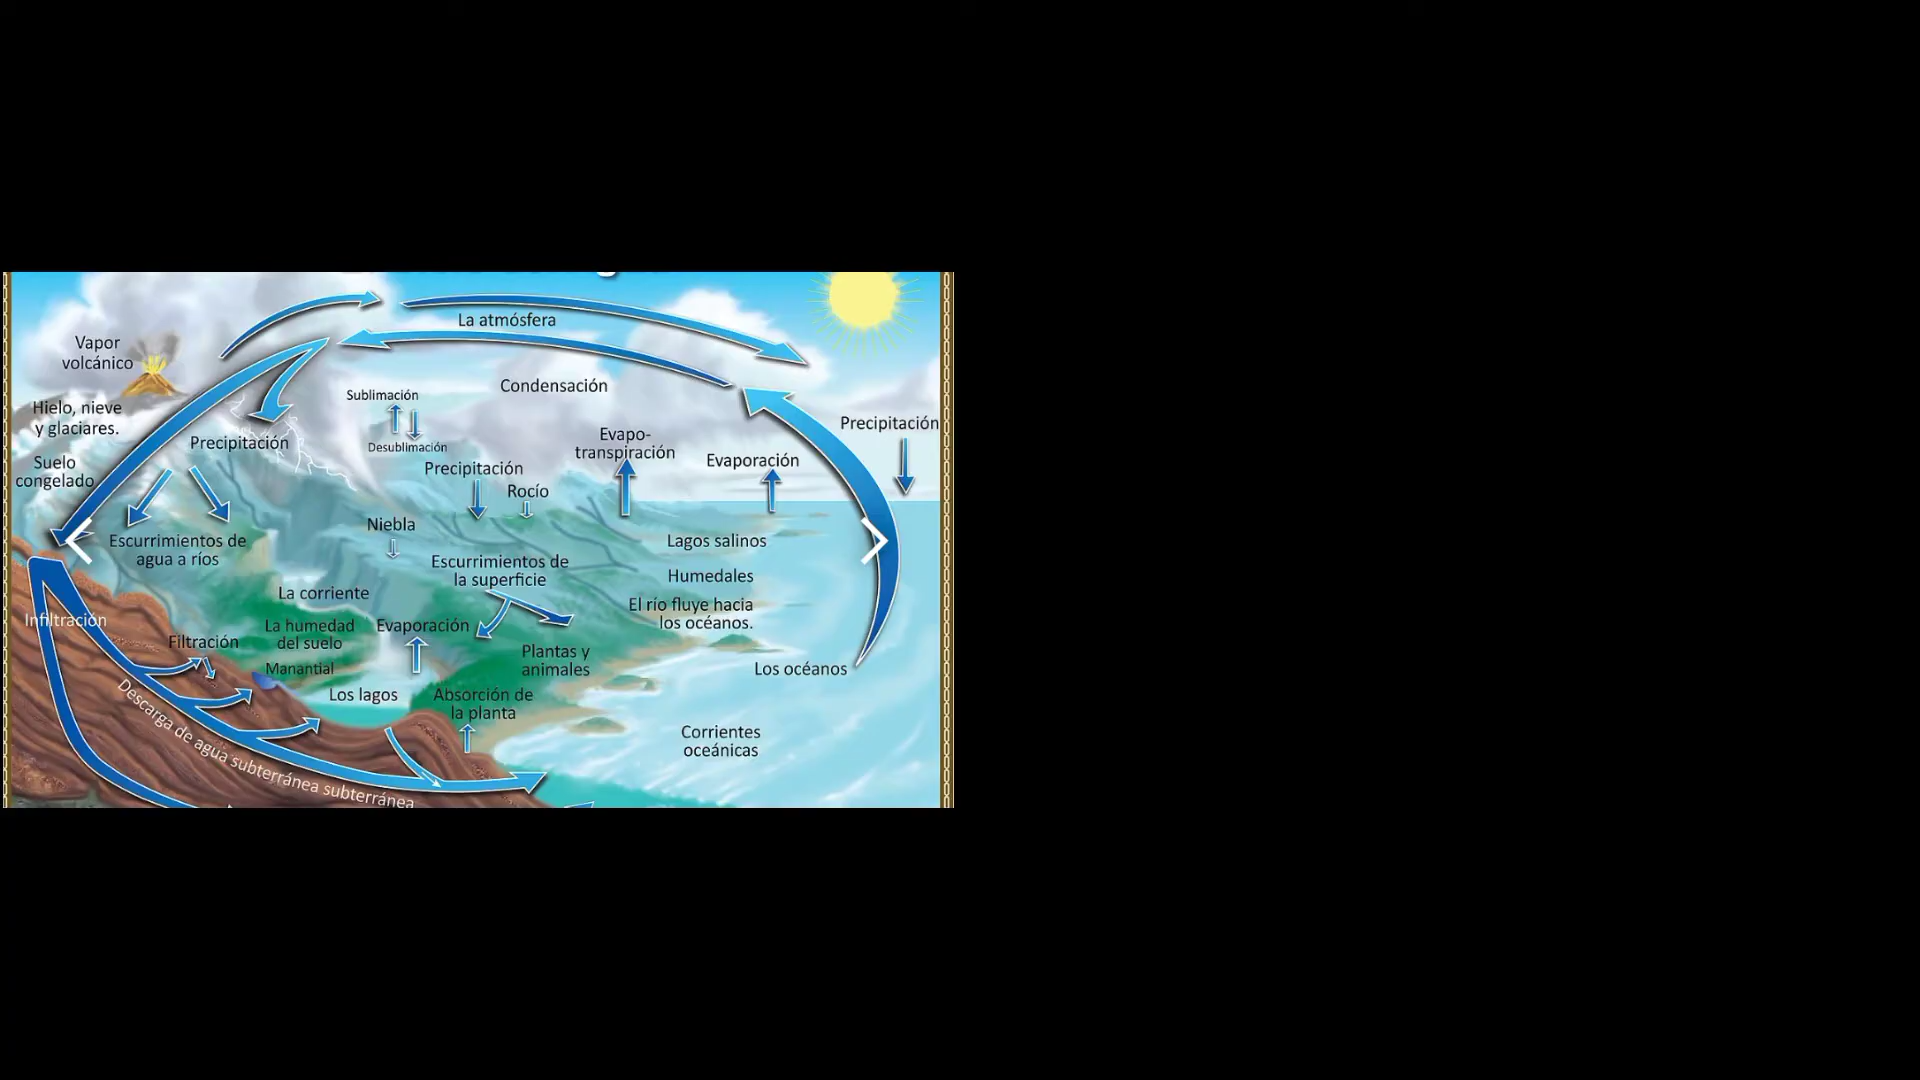 La atmósfera
Vapor
volcánico
Condensación
Sublimación
Hielo, nieve
y glaciares.
Precipitación
Precipitación
Evapo-
transpiración
Desublimación
Evaporación
Suelo
congelado
Precipitación
Rocío
Niebla
Escurrimientos de
agua a ríos
Lagos salinos
Escurrimientos de
la superficie
Humedales
La corriente
El río fluye hacia
los océanos.
Infiltración
La humedad
del suelo
Evaporación
Filtración
Plantas y
animales
Manantial
Los océanos
Los lagos
Absorción de
la planta
Descarga de agua subterránea subterránea
Corrientes
oceánicas